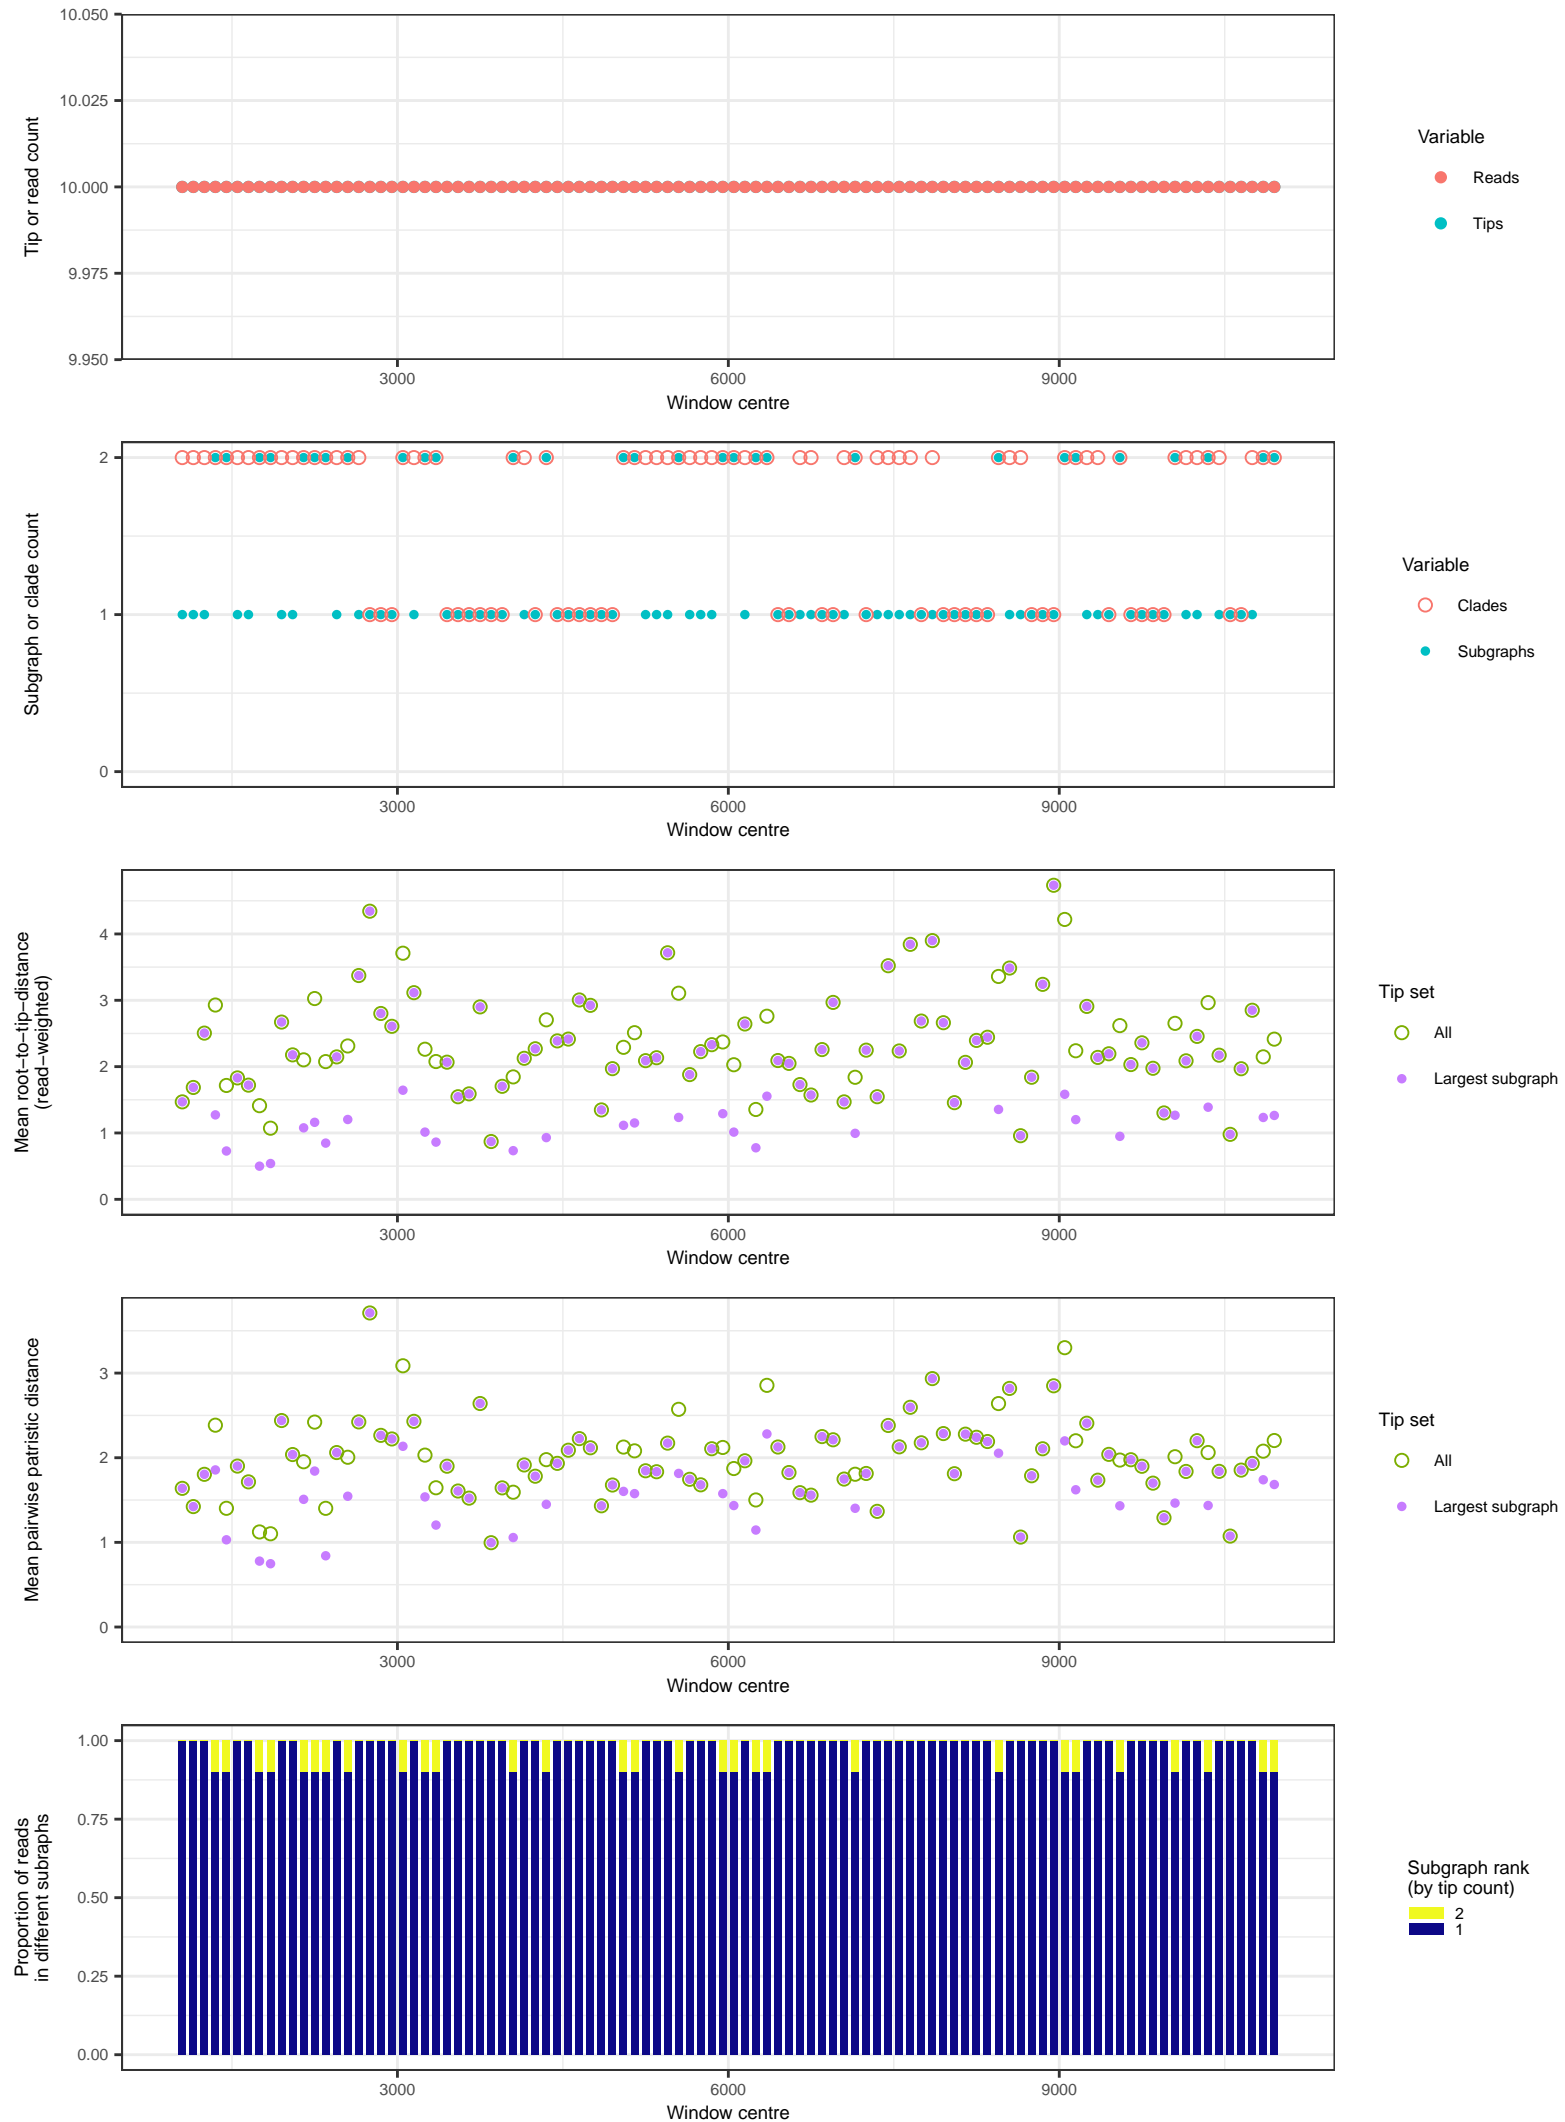 10.050
10.025
10.000
9.975
9.950
Tip or read count
3000
6000
9000
Window centre
Variable
Reads
Tips
2
1
0
Subgraph or clade count
3000
6000
9000
Window centre
Variable
Clades
Subgraphs
4
3
2
1
0
Mean root−to−tip−distance
(read−weighted)
3000
6000
9000
Window centre
Tip set
All
Largest subgraph
3
2
1
0
Mean pairwise patristic distance
3000
6000
9000
Window centre
Tip set
All
Largest subgraph
1.00
0.75
0.50
0.25
0.00
Proportion of reads
in different subraphs
3000
6000
9000
Window centre
Subgraph rank
(by tip count)
2
1